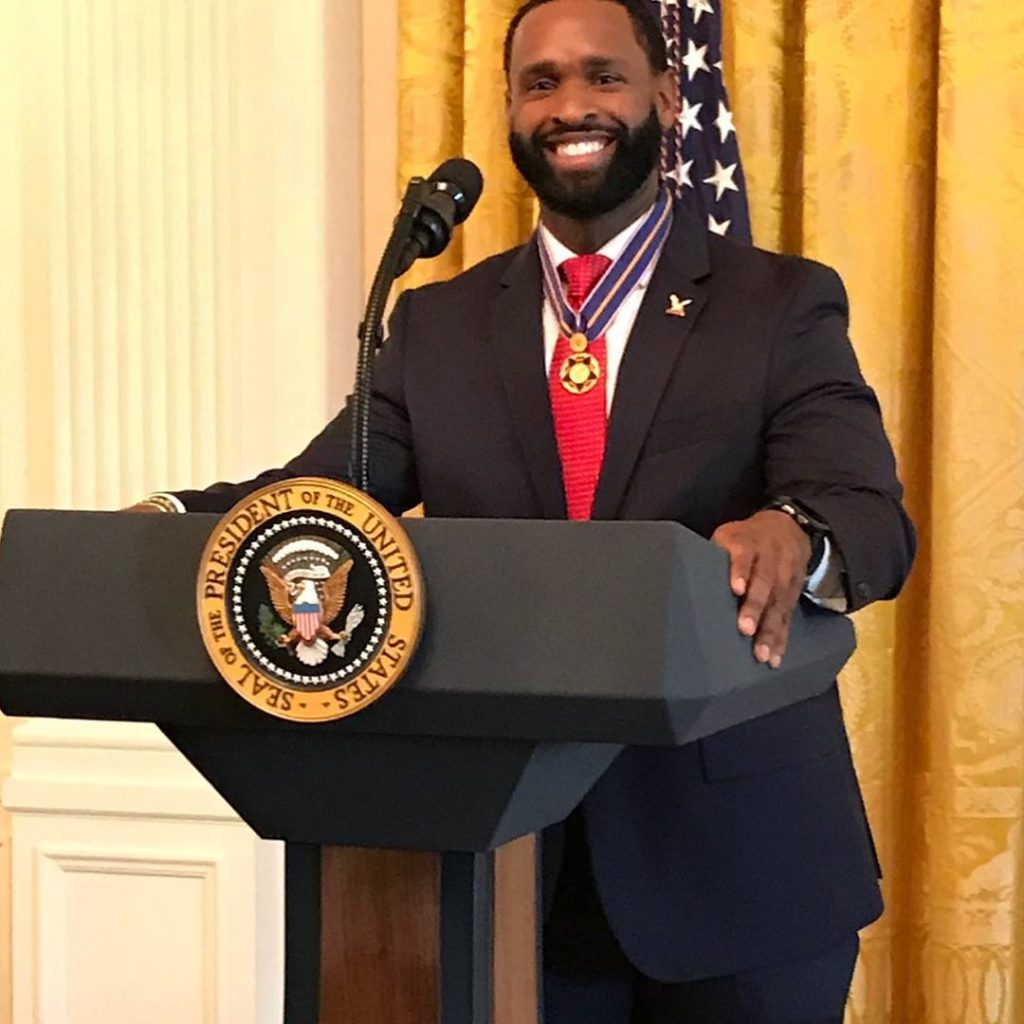 SEAL OF THE PRESIDENT OF THE UNITED STATES